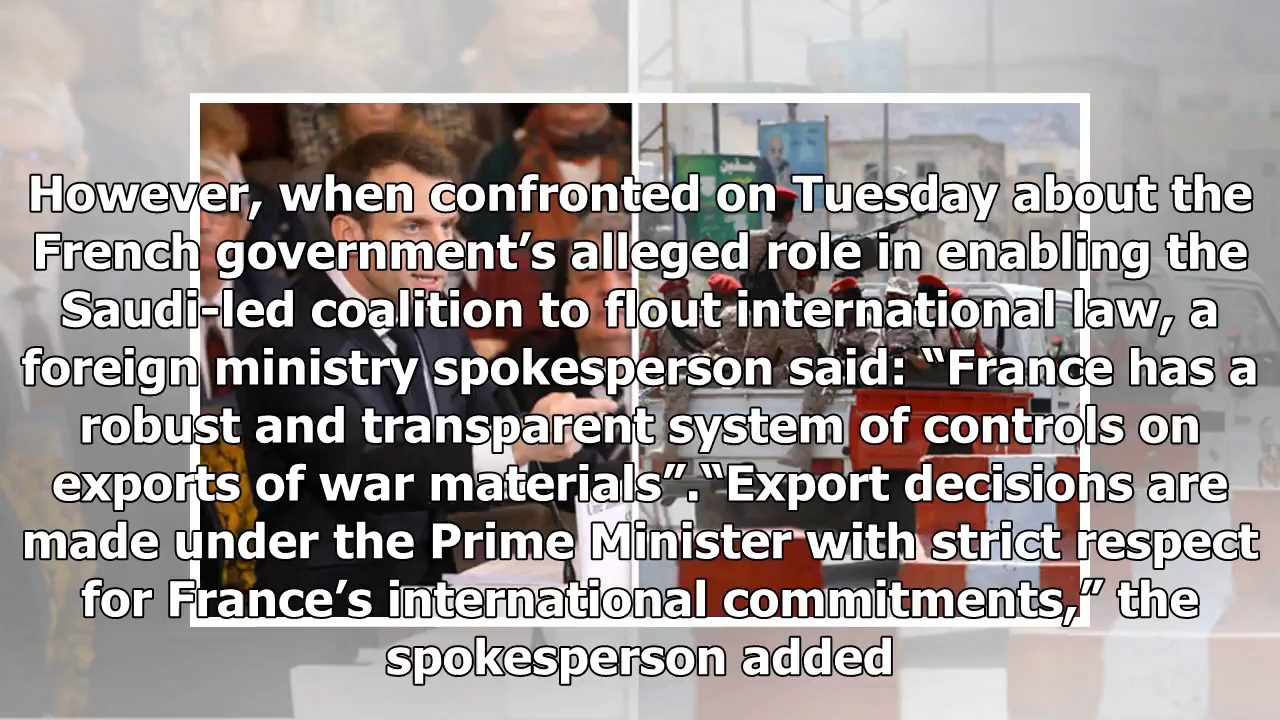 However, when confronted on Tuesday about the
French government’s alleged role in enabling the
Saudi-led coalition to flout international law, a
foreign ministry spokesperson said: “France has a
robust and transparent system of controls on
exports of war materials”.“Export decisions are
made under the Prime Minister with strict respect
for France’s international commitments,” the
spokesperson added